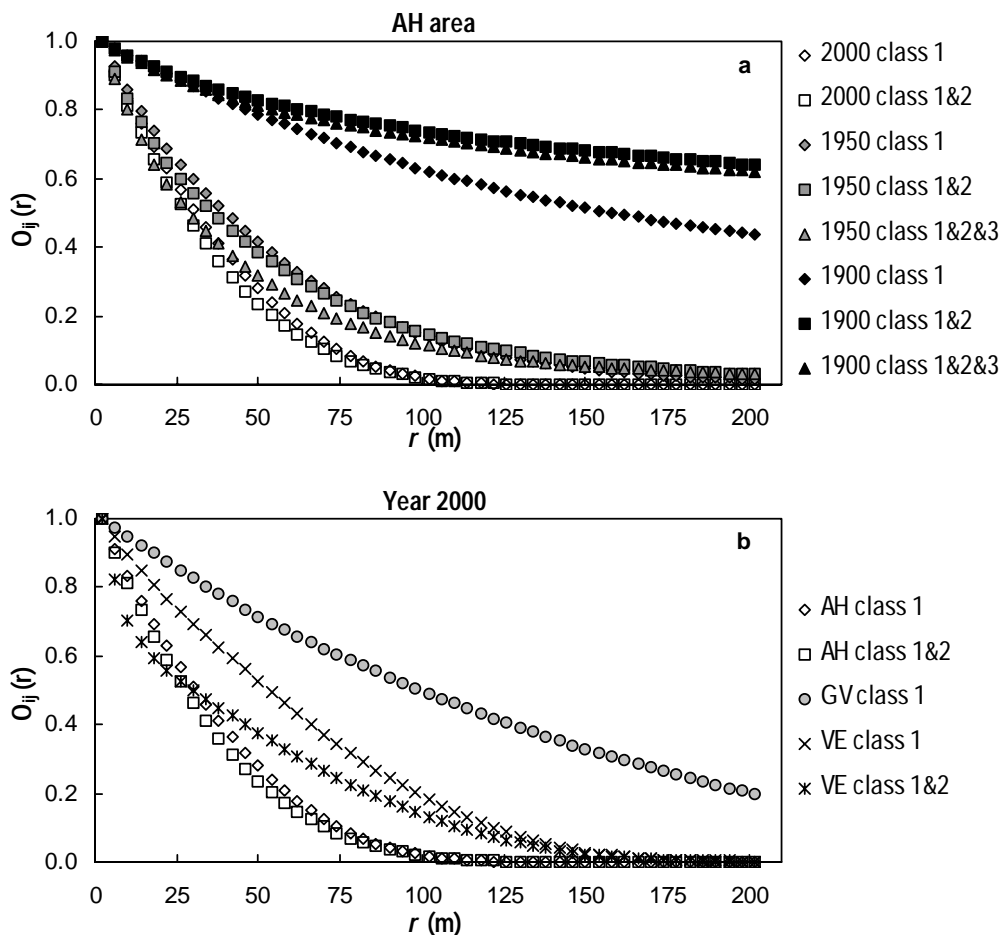 AH area
a
1.0
0.8
0.6
0.4
0.2
0.0
O_ij (r)
0 25 50 75 100 125 150 175 200
r (m)
2000 class 1
2000 class 1&2
1950 class 1
1950 class 1&2
1950 class 1&2&3
1900 class 1
1900 class 1&2
1900 class 1&2&3
Year 2000
b
1.0
0.8
0.6
0.4
0.2
0.0
O_ij (r)
0 25 50 75 100 125 150 175 200
r (m)
AH class 1
AH class 1&2
GV class 1
VE class 1
VE class 1&2